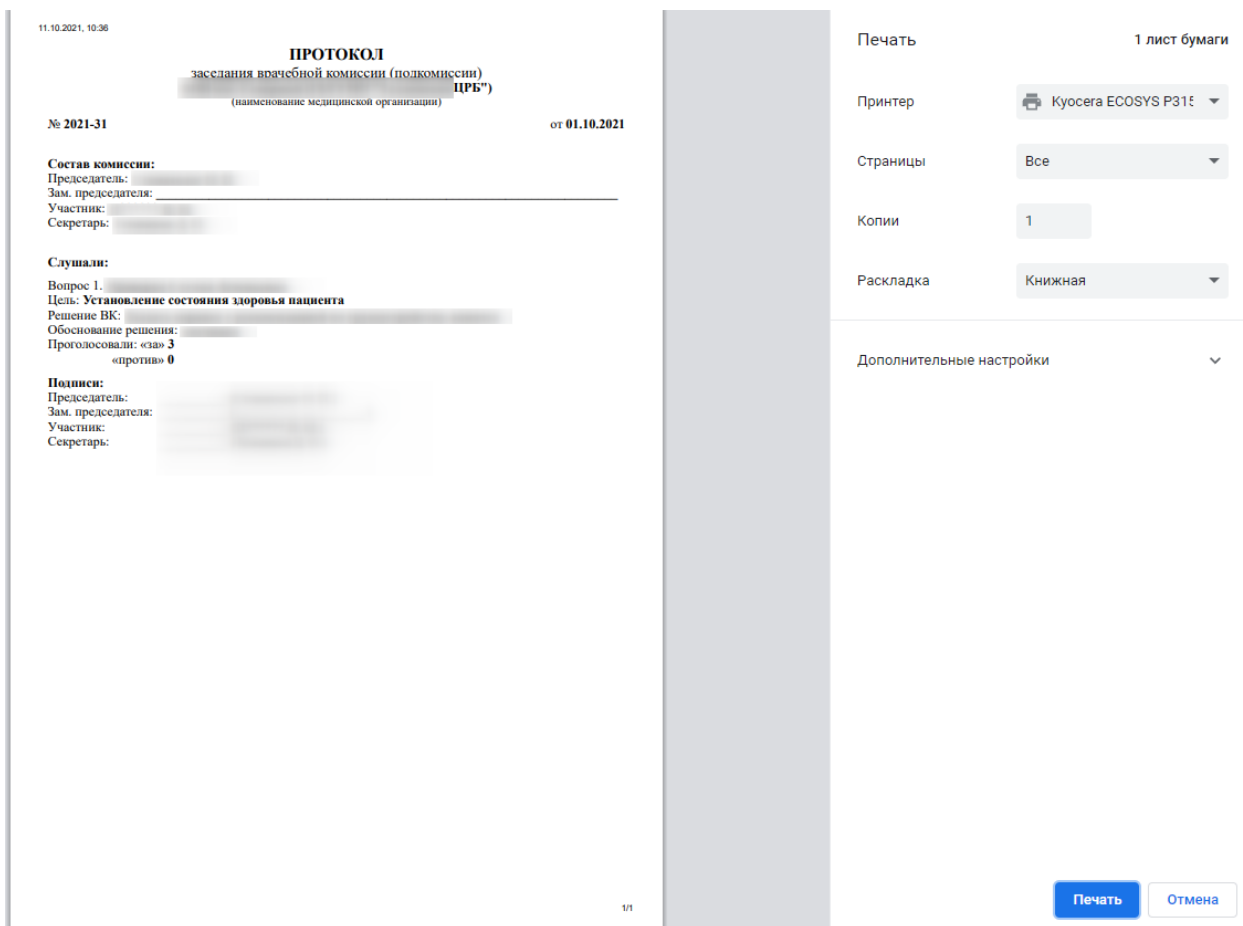 11.10.2021, 10:36
ПРОТОКОЛ
заседания врачебной комиссии (подкомиссии)
ЦРБ")
(наименование медицинской организации)
№ 2021-31 от 01.10.2021
Состав комиссии:
Председатель:
Зам. председателя:
Участник:
Секретарь:
Слушали:
Вопрос 1.
Цель: Установление состояния здоровья пациента
Решение ВК:
Обоснование решения:
Проголосовали: «за» 3
«против» 0
Подписи:
Председатель:
Зам. председателя:
Участник:
Секретарь:
1/1
Печать 1 лист бумаги
Принтер Kyocera ECOSYS P315
Страницы Все
Копии 1
Раскладка Книжная
Дополнительные настройки
Печать Отмена